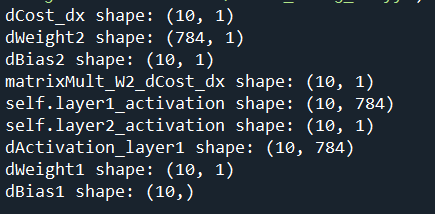 dCost_dx shape: (10, 1)
dWeight2 shape: (784, 1)
dBias2 shape: (10, 1)
matrixMult_W2_dCost_dx shape: (10, 1)
self.layer1_activation shape: (10, 784)
self.layer2_activation shape: (10, 1)
dActivation_layer1 shape: (10, 784)
dWeight1 shape: (10, 1)
dBias1 shape: (10,)